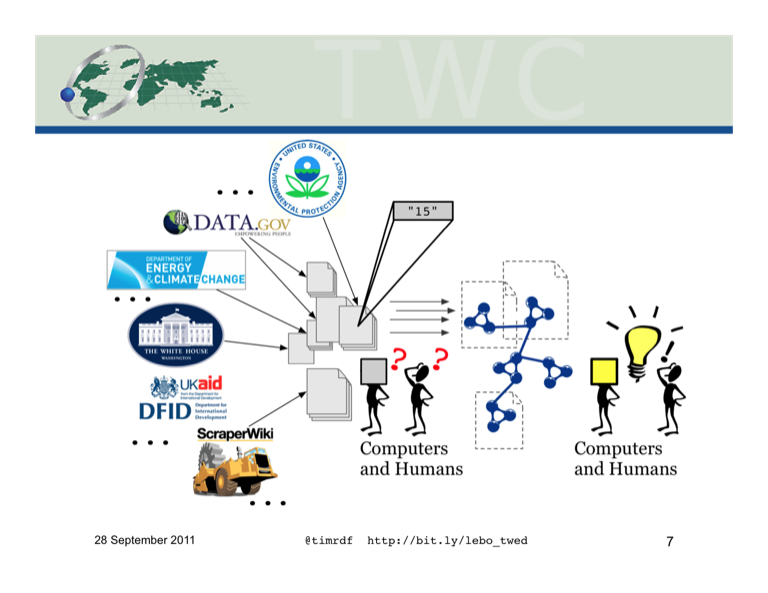 TWC
UNITED STATES
ENVIRONMENTAL PROTECTION AGENCY
...
DATA.GOV
EMPOWERING PEOPLE
"15"
DEPARTMENT OF
ENERGY
&CLIMATECHANGE
...
THE WHITE HOUSE
WASHINGTON
UKaid
from the Department for
International Development
DFID
Department for
International
Development
...
ScraperWiki
...
? ?
Computers
and Humans
!
Computers
and Humans
28 September 2011
@timrdf http://bit.ly/lebo_twed
7